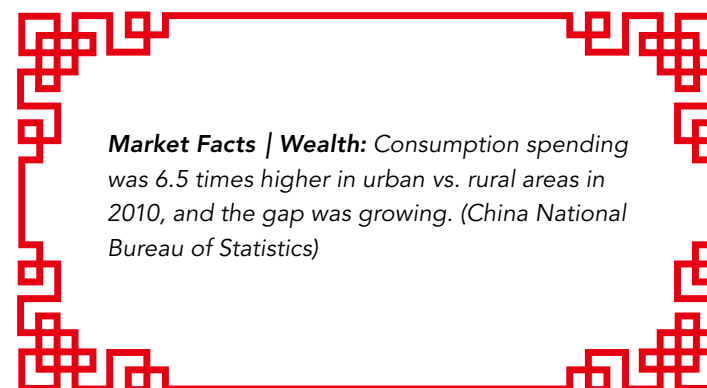 Market Facts | Wealth: Consumption spending
was 6.5 times higher in urban vs. rural areas in
2010, and the gap was growing. (China National
Bureau of Statistics)